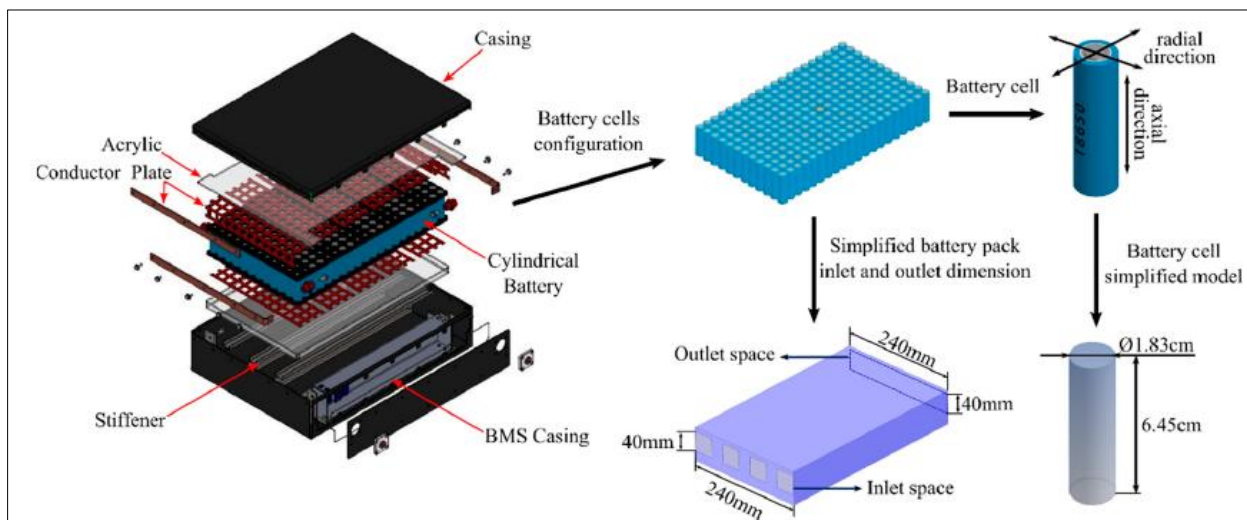 Casing
Acrylic
Conductor Plate
Cylindrical
Battery
Stiffener
BMS Casing
Battery cells
configuration
Battery cell
radial
direction
axial
direction
18650
Simplified battery pack
inlet and outlet dimension
Battery cell
simplified model
Outlet space
240mm
40mm
40mm
240mm
Inlet space
Ø1.83cm
6.45cm